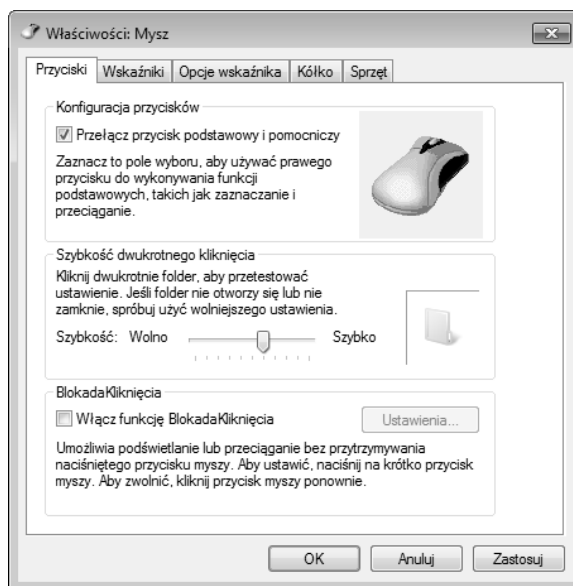 Właściwości: Mysz
Przyciski Wskaźniki Opcje wskaźnika Kółko Sprzęt
Konfiguracja przycisków
Przełącz przycisk podstawowy i pomocniczy
Zaznacz to pole wyboru, aby używać prawego
przycisku do wykonywania funkcji
podstawowych, takich jak zaznaczanie i
przeciąganie.
Szybkość dwukrotnego kliknięcia
Kliknij dwukrotnie folder, aby przetestować
ustawienie. Jeśli folder nie otworzy się lub nie
zamknie, spróbuj użyć wolniejszego ustawienia.
Szybkość: Wolno Szybko
BlokadaKliknięcia
Włącz funkcję BlokadaKliknięcia Ustawienia...
Umożliwia podświetlanie lub przeciąganie bez przytrzymywania
naciśniętego przycisku myszy. Aby ustawić, naciśnij na krótko przycisk
myszy. Aby zwolnić, kliknij przycisk myszy ponownie.
OK Anuluj Zastosuj